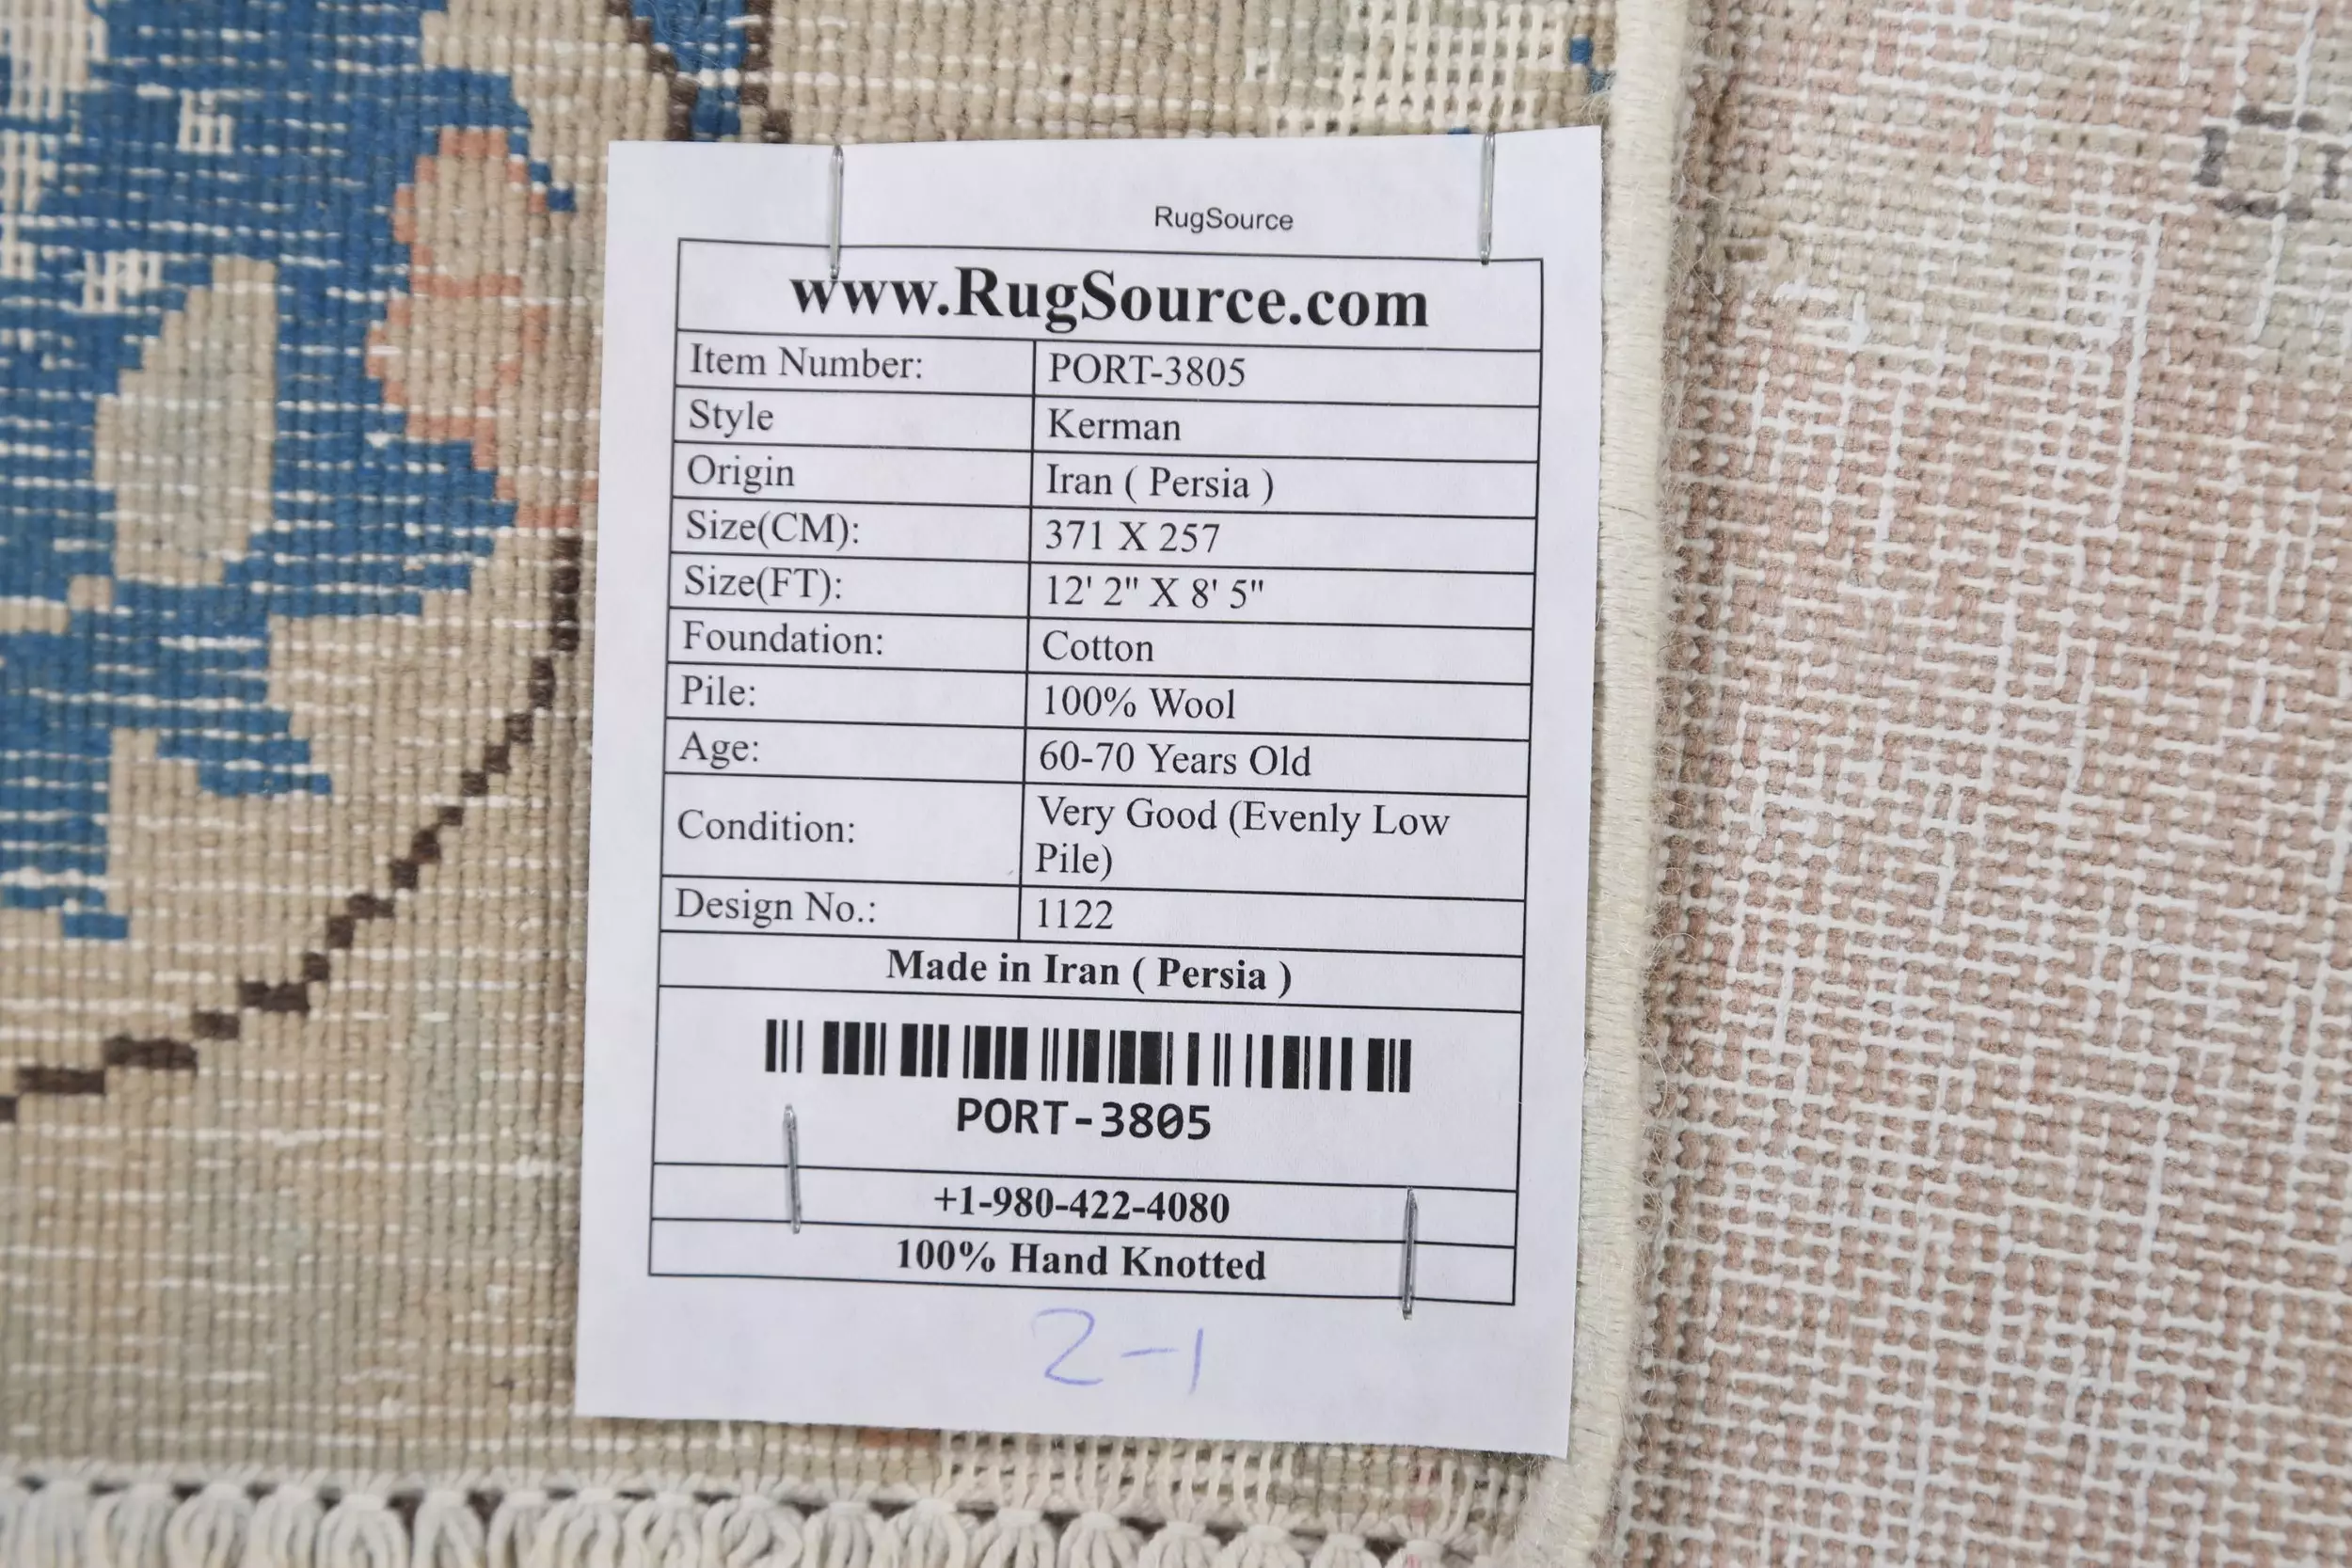 RugSource
www.RugSource.com
Item Number: PORT-3805
Style Kerman
Origin Iran ( Persia )
Size(CM): 371 X 257
Size(FT): 12' 2" X 8' 5"
Foundation: Cotton
Pile: 100% Wool
Age: 60-70 Years Old
Condition: Very Good (Evenly Low
Pile)
Design No.: 1122
Made in Iran ( Persia )
PORT-3805
+1-980-422-4080
100% Hand Knotted
2-1